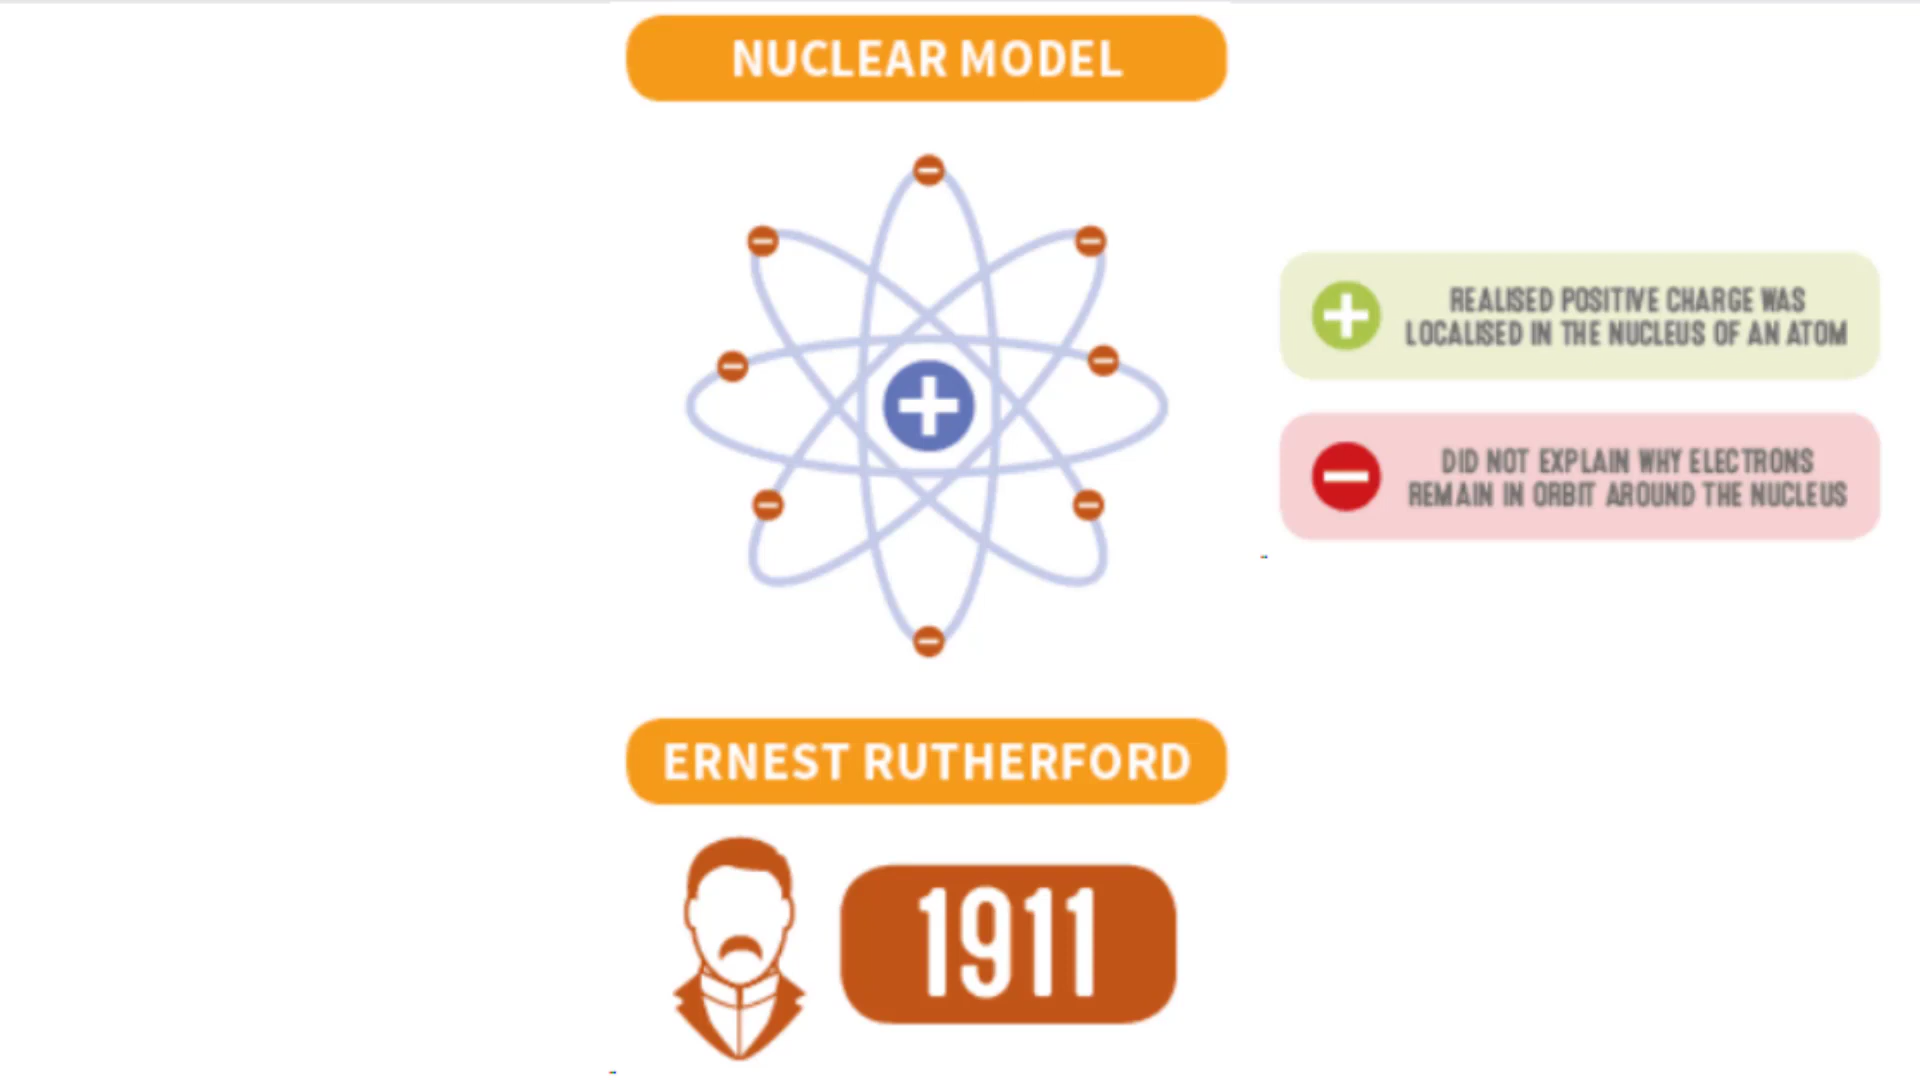 NUCLEAR MODEL
REALISED POSITIVE CHARGE WAS
LOCALISED IN THE NUCLEUS OF AN ATOM
DID NOT EXPLAIN WHY ELECTRONS
REMAIN IN ORBIT AROUND THE NUCLEUS
ERNEST RUTHERFORD
1911